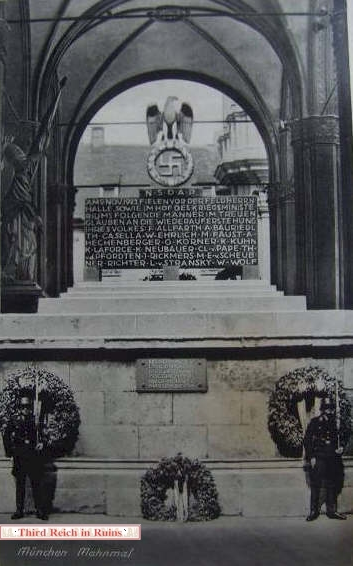 N·S·D·A·P·
AM 9. NOV. 1923 FIELEN VOR DER FELDHERRN
HALLE SOWIE IM HOF DES KRIEGSMINISTE
RIUMS FOLGENDE MÄNNER IM TREUEN
GLAUBEN AN DIE WIEDERAUFERSTEHUNG
IHRES VOLKES: F·ALLFARTH·A·BAURIEDL
TH·CASELLA·W·EHRLICH·M·FAUST·A·
HECHENBERGER·O·KÖRNER·K·KUHN
K·LAFORCE·K·NEUBAUER·CL·v·PAPE·TH·
v·d·PFORDTEN·J·RICKMERS·M·E·v·SCHEUB
NER-RICHTER·L·v·STRANSKY·W·WOLF
"Third Reich in Ruins"
München Mahnmal